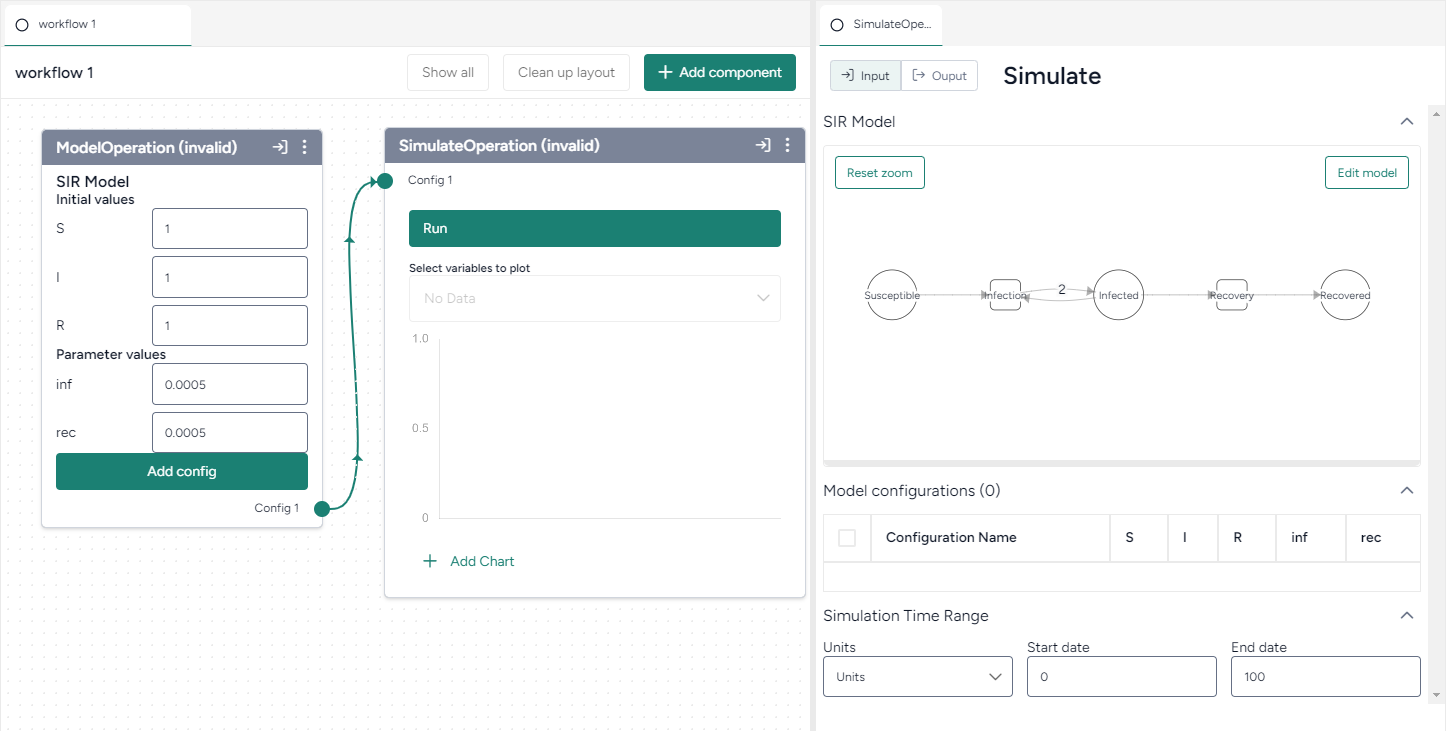 workflow 1
workflow 1
Show all
Clean up layout
+ Add component
ModelOperation (invalid)
SIR Model
Initial values
S 1
I 1
R 1
Parameter values
inf 0.0005
rec 0.0005
Add config
Config 1
SimulateOperation (invalid)
Config 1
Run
Select variables to plot
No Data
1.0
0.5
0
+ Add Chart
SimulateOpe...
Input
Ouput
Simulate
SIR Model
Reset zoom
Edit model
Susceptible
Infection
2
Infected
Recovery
Recovered
Model configurations (0)
Configuration Name S I R inf rec
Simulation Time Range
Units Start date End date
Units 0 100